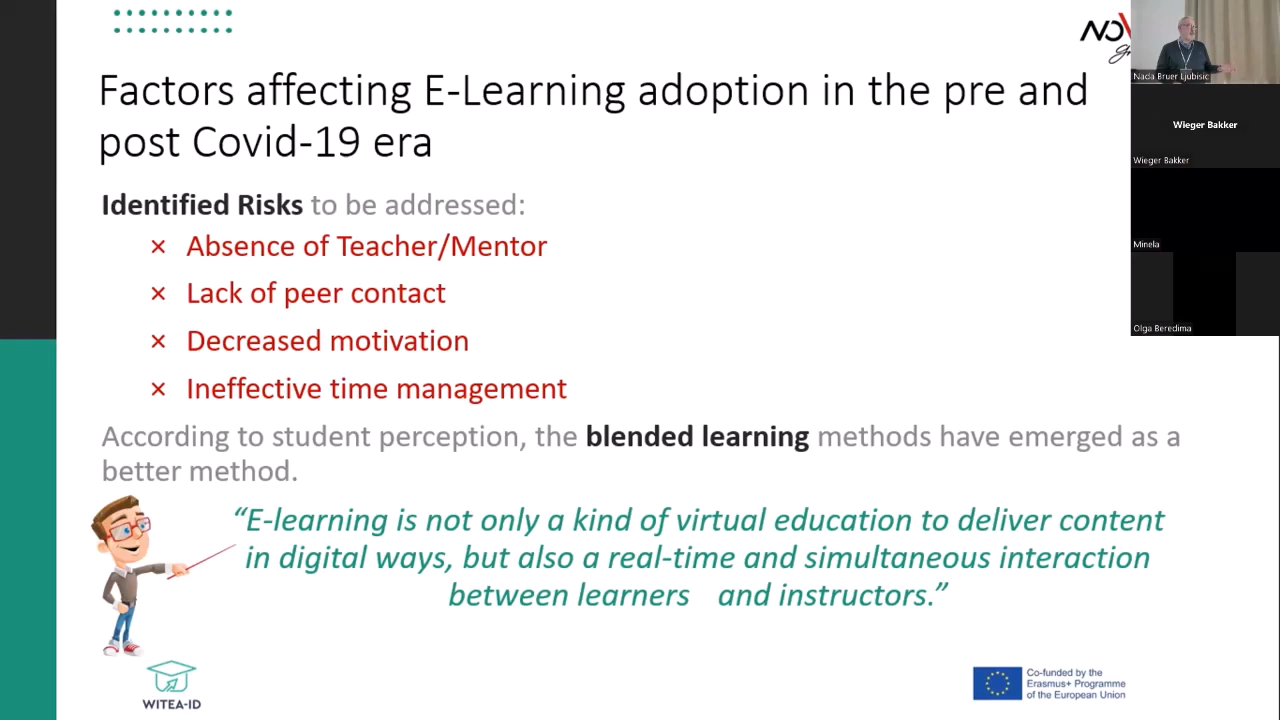 Factors affecting E-Learning adoption in the pre and
post Covid-19 era
Identified Risks to be addressed:
× Absence of Teacher/Mentor
× Lack of peer contact
× Decreased motivation
× Ineffective time management
According to student perception, the blended learning methods have emerged as a
better method.
“E-learning is not only a kind of virtual education to deliver content
in digital ways, but also a real-time and simultaneous interaction
between learners and instructors.”
WITEA-ID
Co-funded by the
Erasmus+ Programme
of the European Union
Nada Bruer Ljubisic
Wieger Bakker
Wieger Bakker
Minela
Olga Beredima